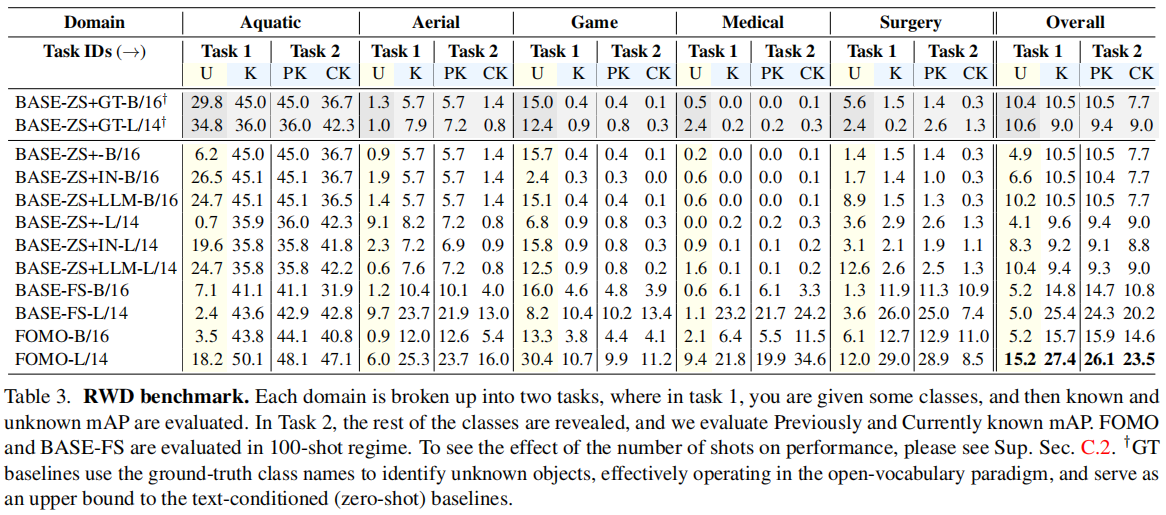 Domain Aquatic Aerial Game Medical Surgery Overall
Task IDs (→) Task 1 Task 2 Task 1 Task 2 Task 1 Task 2 Task 1 Task 2 Task 1 Task 2 Task 1 Task 2
U K PK CK U K PK CK U K PK CK U K PK CK U K PK CK U K PK CK
BASE-ZS+GT-B/16† 29.8 45.0 45.0 36.7 1.3 5.7 5.7 1.4 15.0 0.4 0.4 0.1 0.5 0.0 0.0 0.1 5.6 1.5 1.4 0.3 10.4 10.5 10.5 7.7
BASE-ZS+GT-L/14† 34.8 36.0 36.0 42.3 1.0 7.9 7.2 0.8 12.4 0.9 0.8 0.3 2.4 0.2 0.2 0.3 2.4 0.2 2.6 1.3 10.6 9.0 9.4 9.0
BASE-ZS+-B/16 6.2 45.0 45.0 36.7 0.9 5.7 5.7 1.4 15.7 0.4 0.4 0.1 0.2 0.0 0.0 0.1 1.4 1.5 1.4 0.3 4.9 10.5 10.5 7.7
BASE-ZS+IN-B/16 26.5 45.1 45.1 36.7 1.9 5.7 5.7 1.4 2.4 0.3 0.3 0.0 0.6 0.0 0.0 0.1 1.7 1.4 1.0 0.3 6.6 10.5 10.4 7.7
BASE-ZS+LLM-B/16 24.7 45.1 45.1 36.5 1.4 5.7 5.7 1.4 15.1 0.4 0.4 0.1 0.6 0.0 0.0 0.1 8.9 1.5 1.3 0.3 10.2 10.5 10.5 7.7
BASE-ZS+-L/14 0.7 35.9 36.0 42.3 9.1 8.2 7.2 0.8 6.8 0.9 0.8 0.3 0.0 0.2 0.2 0.3 3.6 2.9 2.6 1.3 4.1 9.6 9.4 9.0
BASE-ZS+IN-L/14 19.6 35.8 35.8 41.8 2.3 7.2 6.9 0.9 15.8 0.9 0.8 0.3 0.9 0.1 0.1 0.2 3.1 2.1 1.9 1.1 8.3 9.2 9.1 8.8
BASE-ZS+LLM-L/14 24.7 35.8 35.8 42.2 0.6 7.6 7.2 0.8 12.5 0.9 0.8 0.2 1.6 0.1 0.1 0.2 12.6 2.6 2.5 1.3 10.4 9.4 9.3 9.0
BASE-FS-B/16 7.1 41.1 41.1 31.9 1.2 10.4 10.1 4.0 16.0 4.6 4.8 3.9 0.6 6.1 6.1 3.3 1.3 11.9 11.3 10.9 5.2 14.8 14.7 10.8
BASE-FS-L/14 2.4 43.6 42.9 42.8 9.7 23.7 21.9 13.0 8.2 10.4 10.2 13.4 1.1 23.2 21.7 24.2 3.6 26.0 25.0 7.4 5.0 25.4 24.3 20.2
FOMO-B/16 3.5 43.8 44.1 40.8 0.9 12.0 12.6 5.4 13.3 3.8 4.4 4.1 2.1 6.4 5.5 11.5 6.1 12.7 12.9 11.0 5.2 15.7 15.9 14.6
FOMO-L/14 18.2 50.1 48.1 47.1 6.0 25.3 23.7 16.0 30.4 10.7 9.9 11.2 9.4 21.8 19.9 34.6 12.0 29.0 28.9 8.5 15.2 27.4 26.1 23.5
Table 3. RWD benchmark. Each domain is broken up into two tasks, where in task 1, you are given some classes, and then known and
unknown mAP are evaluated. In Task 2, the rest of the classes are revealed, and we evaluate Previously and Currently known mAP. FOMO
and BASE-FS are evaluated in 100-shot regime. To see the effect of the number of shots on performance, please see Sup. Sec. C.2. †GT
baselines use the ground-truth class names to identify unknown objects, effectively operating in the open-vocabulary paradigm, and serve as
an upper bound to the text-conditioned (zero-shot) baselines.